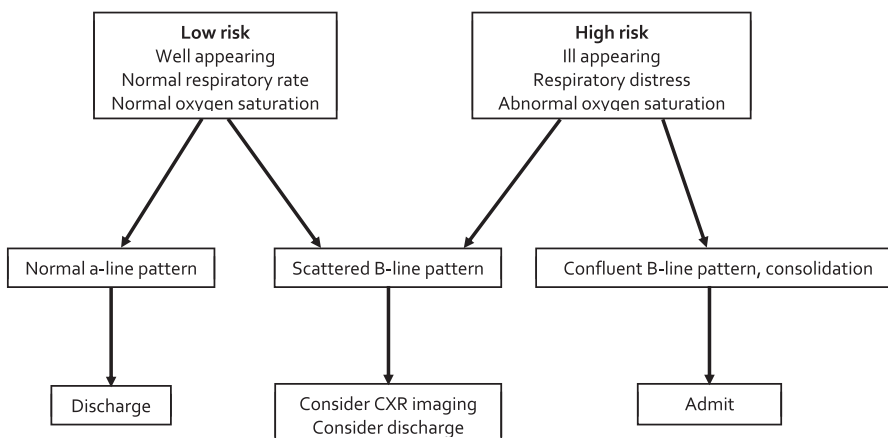 Low risk
Well appearing
Normal respiratory rate
Normal oxygen saturation
High risk
Ill appearing
Respiratory distress
Abnormal oxygen saturation
Normal a-line pattern
Scattered B-line pattern
Confluent B-line pattern, consolidation
Discharge
Consider CXR imaging
Consider discharge
Admit